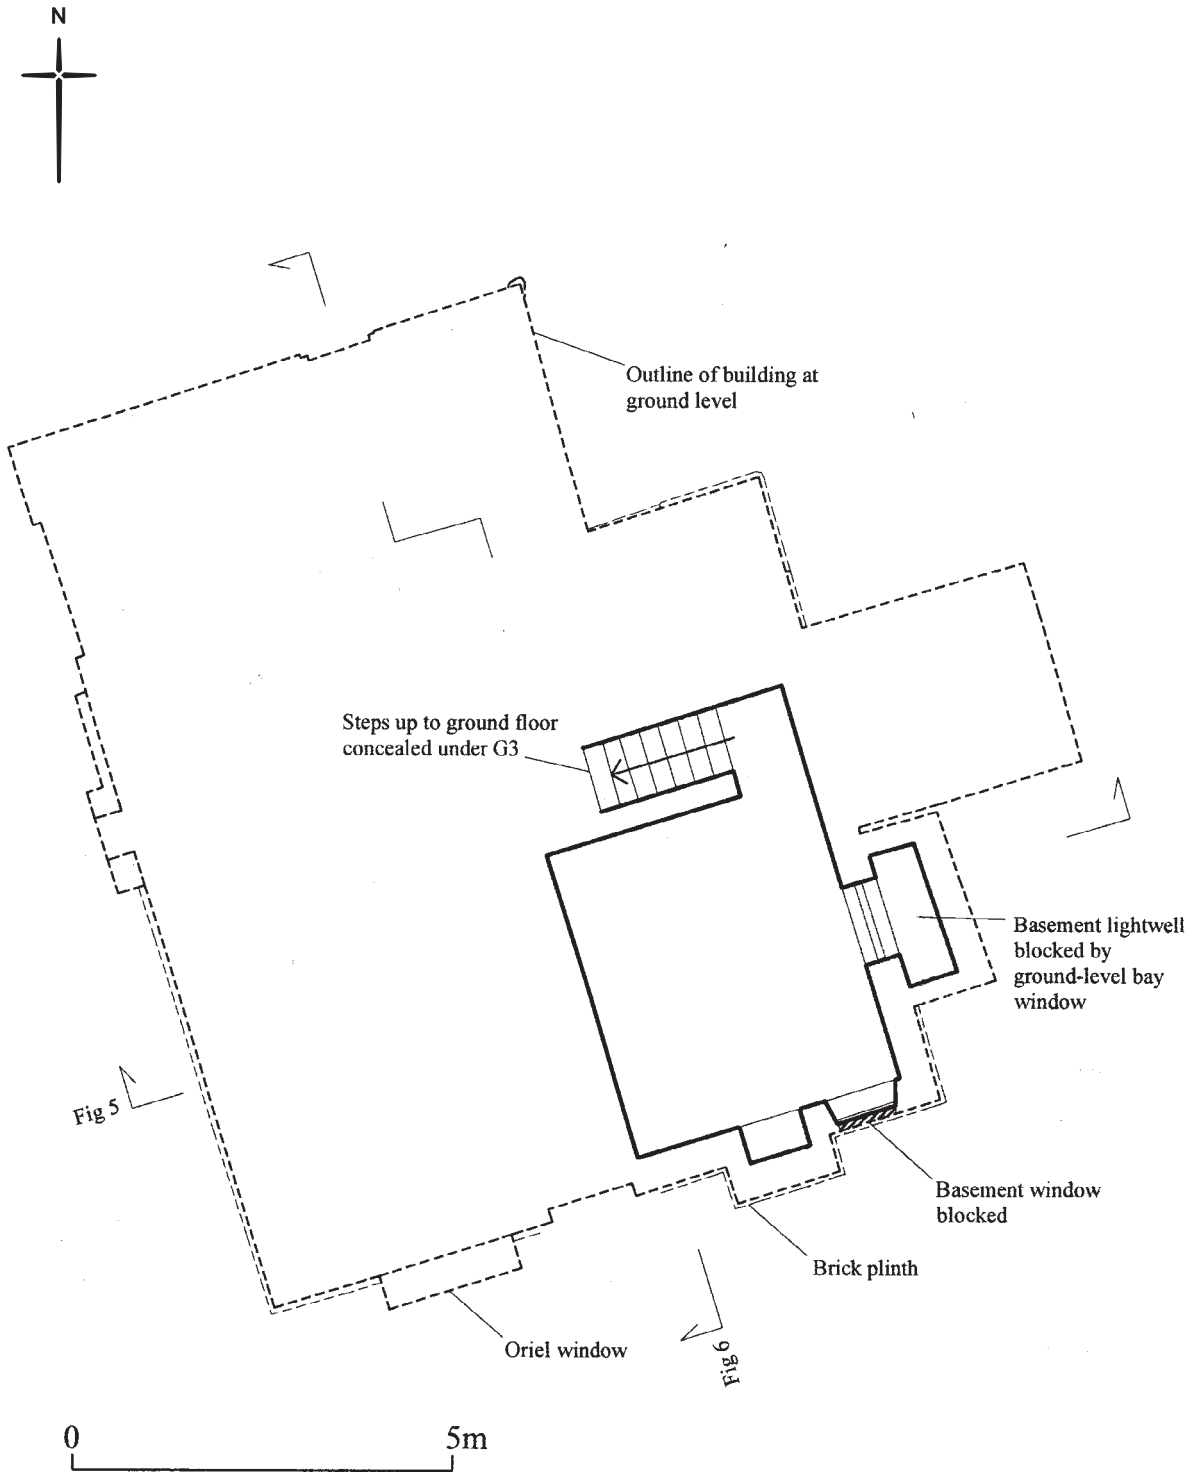 N
Outline of building at
ground level
Steps up to ground floor
concealed under G3
Basement lightwell
blocked by
ground-level bay
window
Fig 5
Basement window
blocked
Brick plinth
Oriel window
Fig 6
0 5m